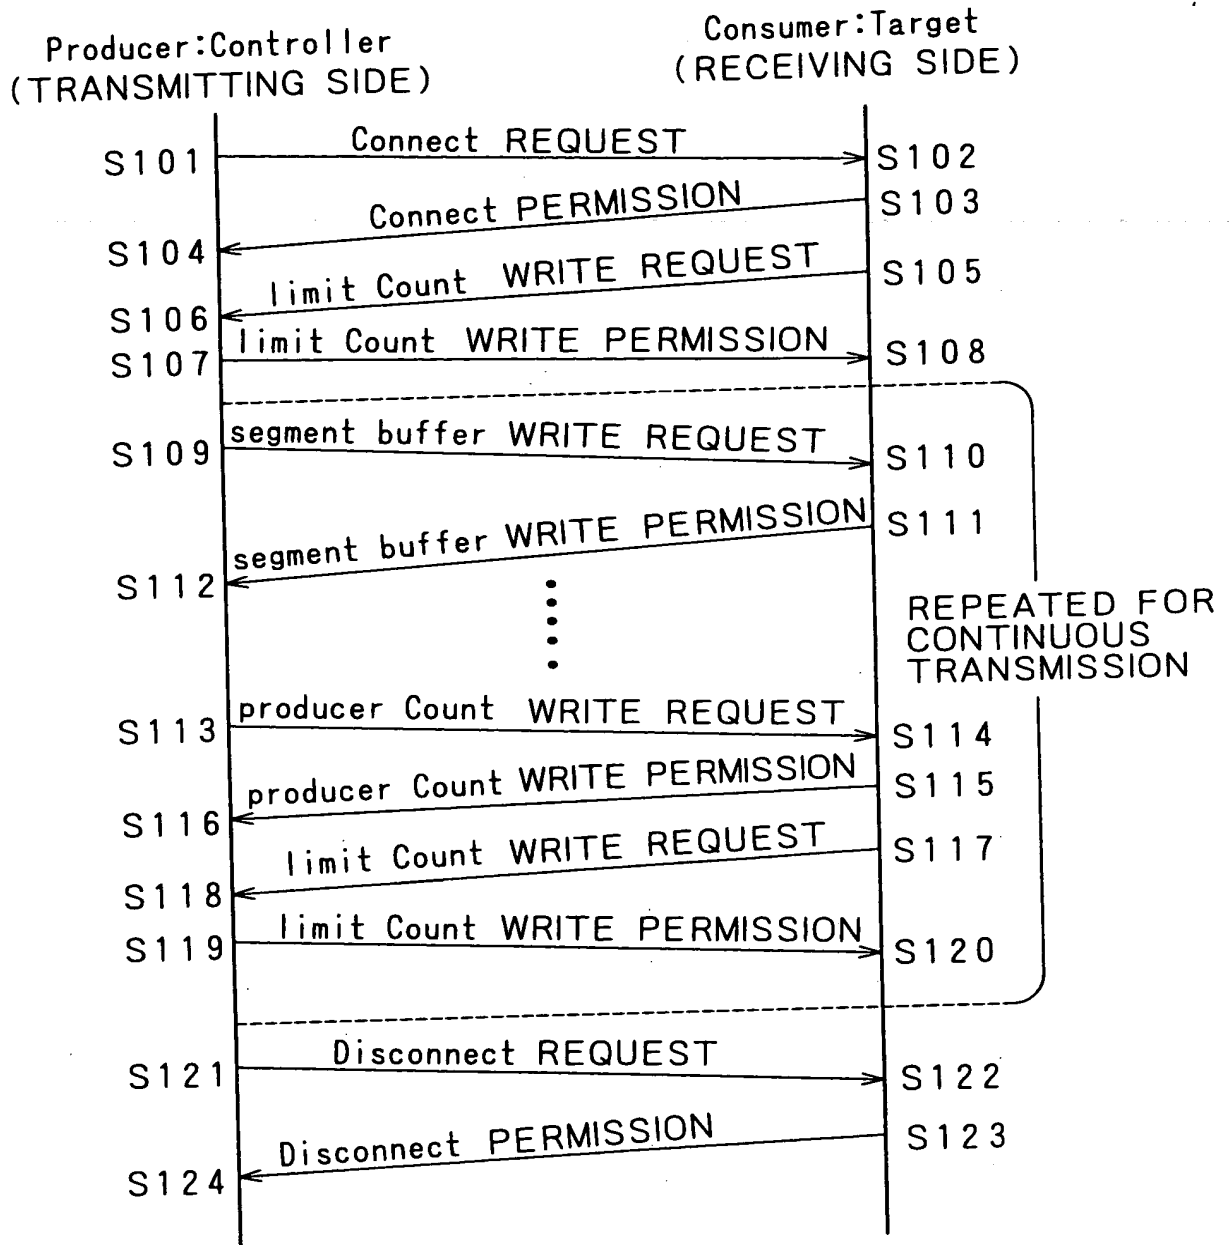 Producer:Controller
(TRANSMITTING SIDE)
Consumer:Target
(RECEIVING SIDE)
Connect REQUEST
S101
S102
Connect PERMISSION
S103
S104
limit Count WRITE REQUEST
S105
S106
limit Count WRITE PERMISSION
S107
S108
segment buffer WRITE REQUEST
S109
S110
segment buffer WRITE PERMISSION
S111
S112
REPEATED FOR
CONTINUOUS
TRANSMISSION
producer Count WRITE REQUEST
S113
S114
producer Count WRITE PERMISSION
S115
S116
limit Count WRITE REQUEST
S117
S118
limit Count WRITE PERMISSION
S119
S120
Disconnect REQUEST
S121
S122
Disconnect PERMISSION
S123
S124